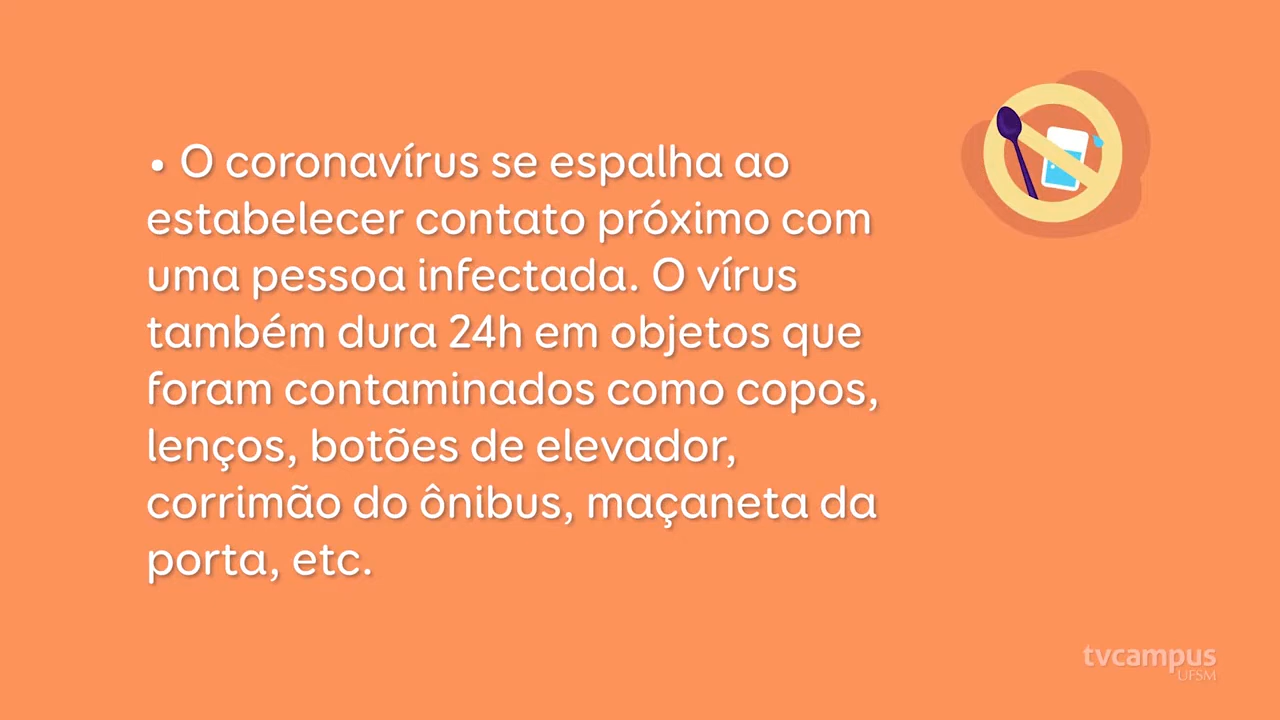 • O coronavírus se espalha ao
estabelecer contato próximo com
uma pessoa infectada. O vírus
também dura 24h em objetos que
foram contaminados como copos,
lenços, botões de elevador,
corrimão do ônibus, maçaneta da
porta, etc.
tvcampus
UFSM